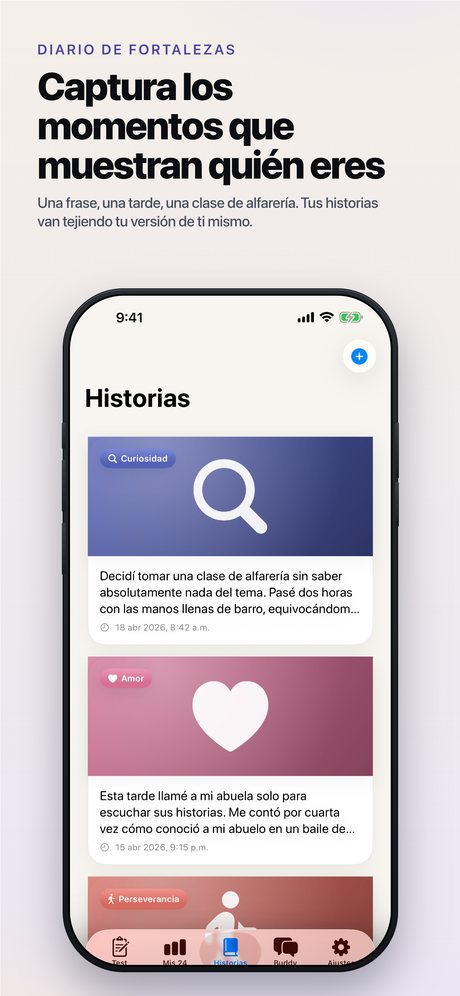 DIARIO DE FORTALEZAS
Captura los
momentos que
muestran quién eres
Una frase, una tarde, una clase de alfarería. Tus historias
van tejiendo tu versión de ti mismo.
9:41
Historias
Curiosidad
Decidí tomar una clase de alfarería sin saber
absolutamente nada del tema. Pasé dos horas
con las manos llenas de barro, equivocándom...
18 abr 2026, 8:42 a.m.
Amor
Esta tarde llamé a mi abuela solo para
escuchar sus historias. Me contó por cuarta
vez cómo conoció a mi abuelo en un baile de...
15 abr 2026, 9:15 p.m.
Perseverancia
Test
Mis 24
Historias
Buddy
Ajustes